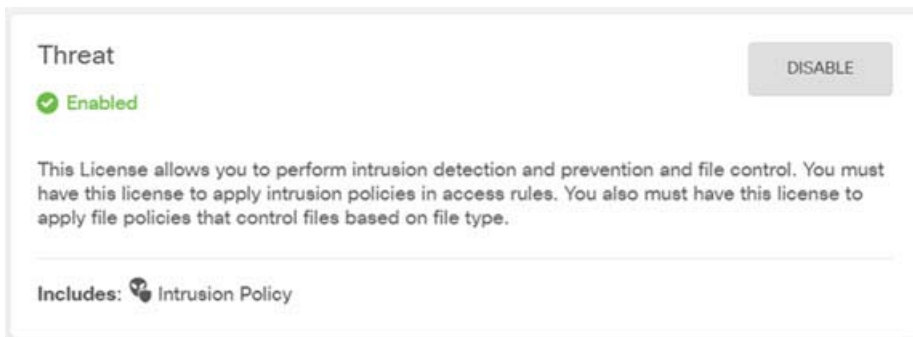 Threat
DISABLE
Enabled
This License allows you to perform intrusion detection and prevention and file control. You must
have this license to apply intrusion policies in access rules. You also must have this license to
apply file policies that control files based on file type.
Includes: Intrusion Policy